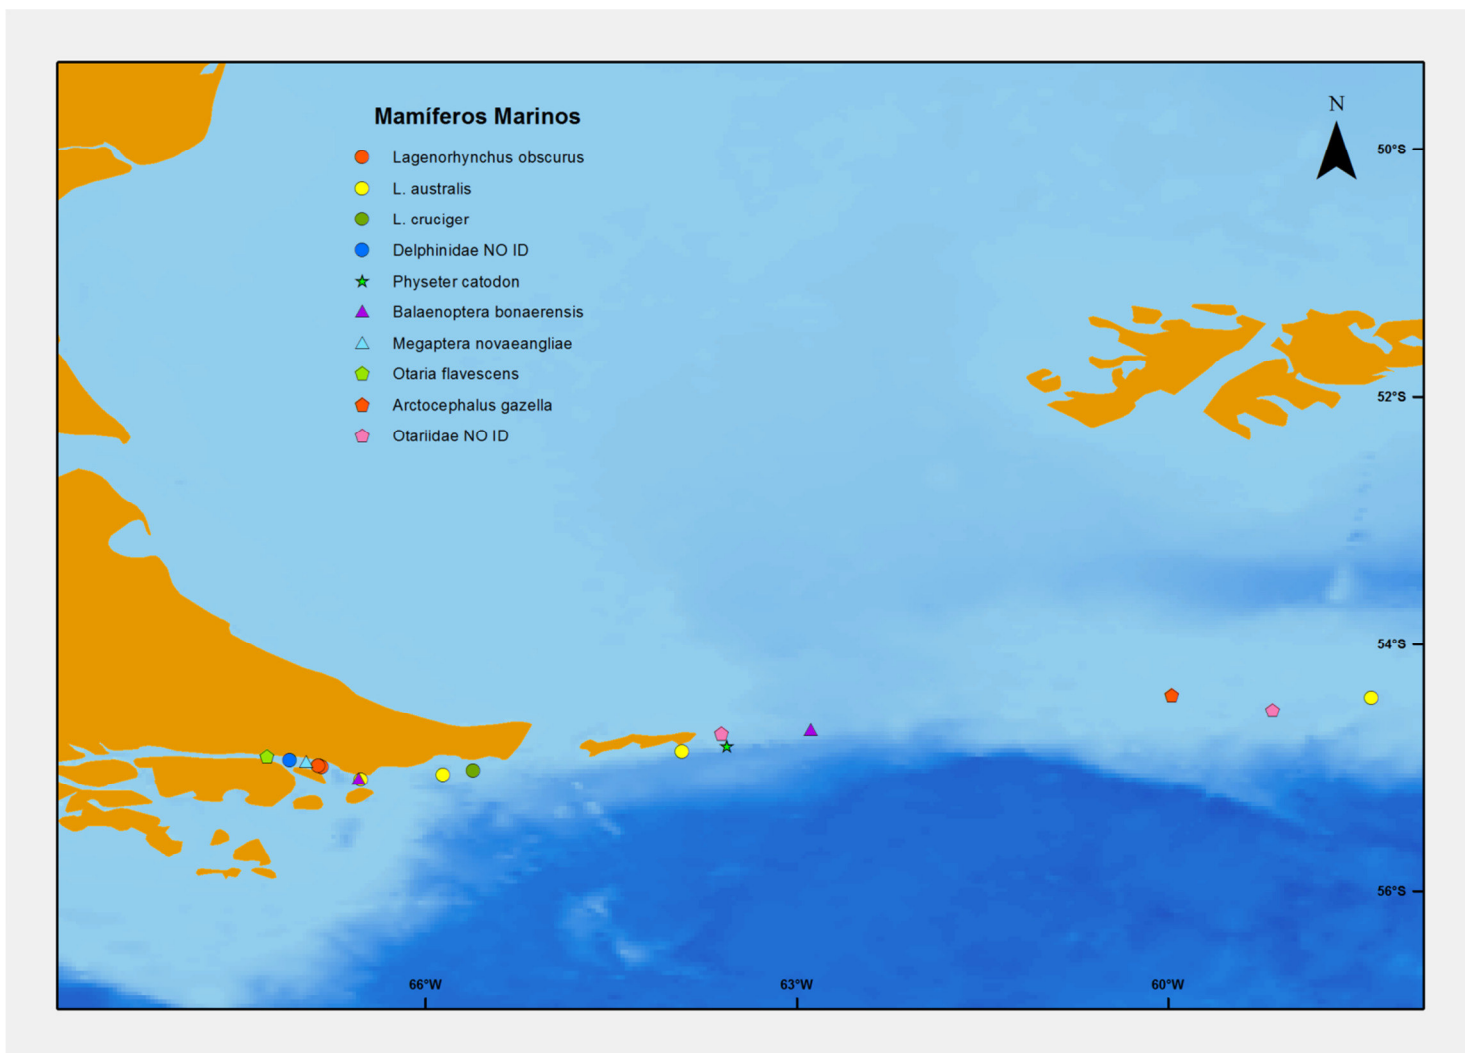 Mamíferos Marinos
Lagenorhynchus obscurus
L. australis
L. cruciger
Delphinidae NO ID
Physeter catodon
Balaenoptera bonaerensis
Megaptera novaeangliae
Otaria flavescens
Arctocephalus gazella
Otariidae NO ID
N
50°S
52°S
54°S
56°S
66°W
63°W
60°W